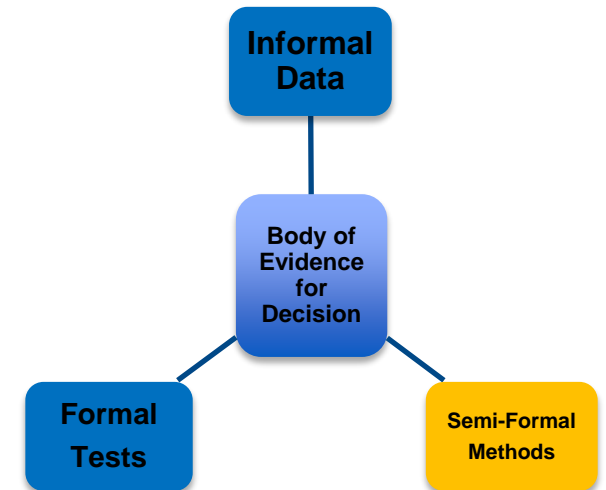 Informal
Data
Body of
Evidence
for
Decision
Formal
Tests
Semi-Formal
Methods